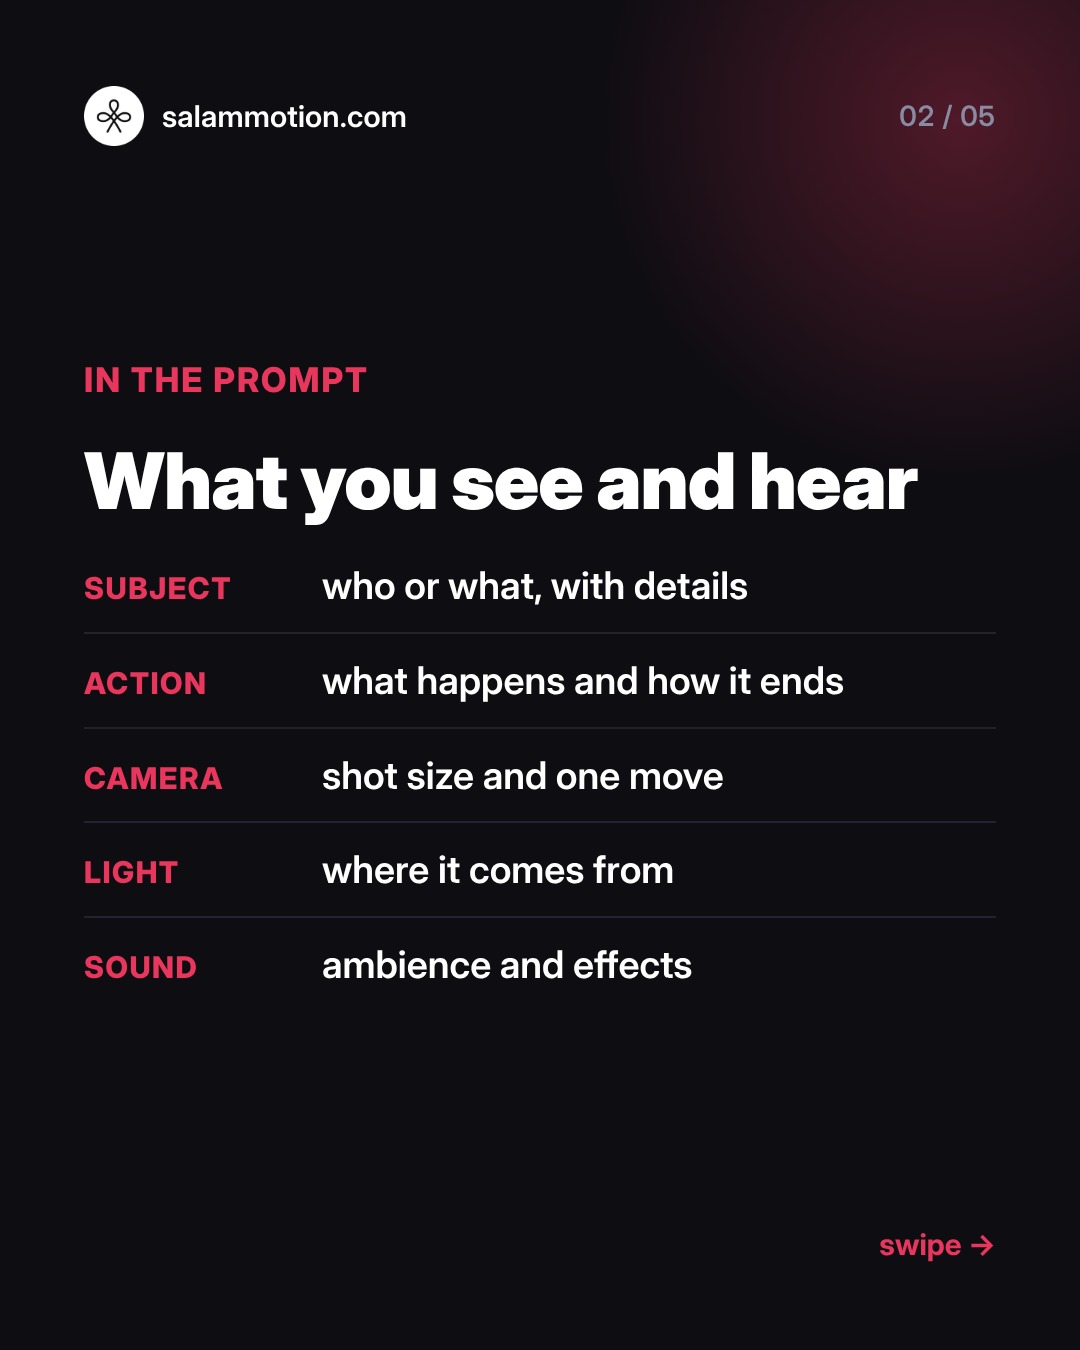 salammotion.com
02 / 05
IN THE PROMPT
What you see and hear
SUBJECT who or what, with details
ACTION what happens and how it ends
CAMERA shot size and one move
LIGHT where it comes from
SOUND ambience and effects
swipe →